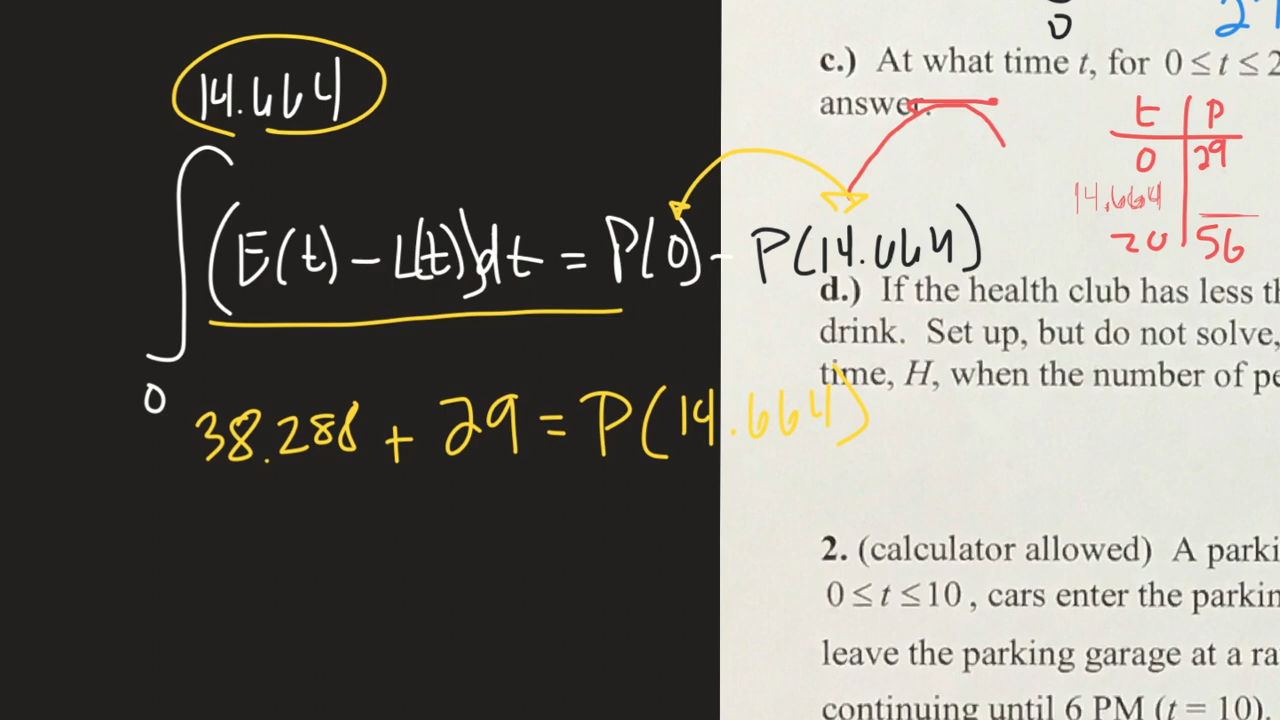 14.664
∫ (E(t) – L(t))dt = P(0) – P(14.664)
0
38.288 + 29 = P(14.664)
0
27
c.) At what time t, for 0 ≤ t ≤ 2
answer.
t | P
0 | 29
14.664 |
20 | 56
d.) If the health club has less th
drink. Set up, but do not solve,
time, H, when the number of pe
2. (calculator allowed) A parki
0 ≤ t ≤ 10, cars enter the parkin
leave the parking garage at a ra
continuing until 6 PM (t = 10).